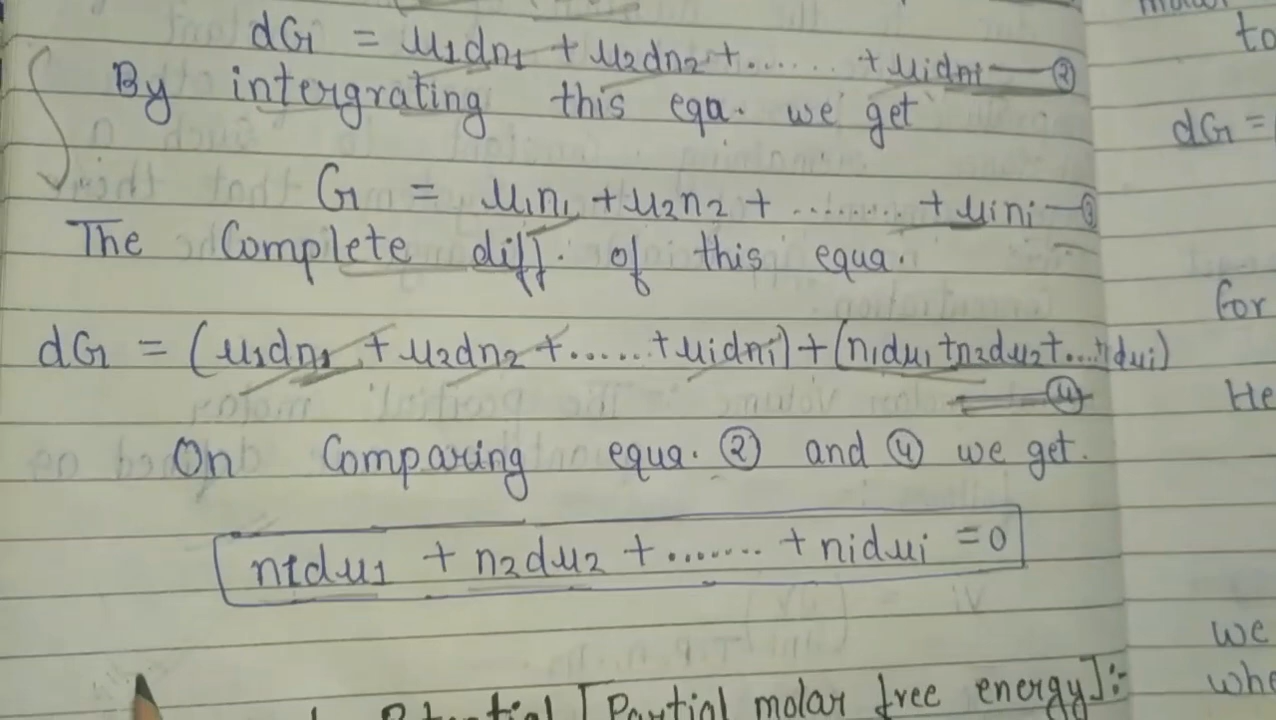 dG = μ1dn1 + μ2dn2 + ...... + μidni — ②
By intergrating this eqa. we get
G = μ1n1 + μ2n2 + ........ + μini — ③
The Complete diff. of this equa.
dG = (μ1dn1 + μ2dn2 + ...... + μidni) + (n1dμ1 + n2dμ2 + .... + idμi)
④
On Comparing equa. ② and ④ we get.
n1dμ1 + n2dμ2 + ........ + nidμi = 0
[Partial molar free energy]:-
to
dG =
for
He
we
whe